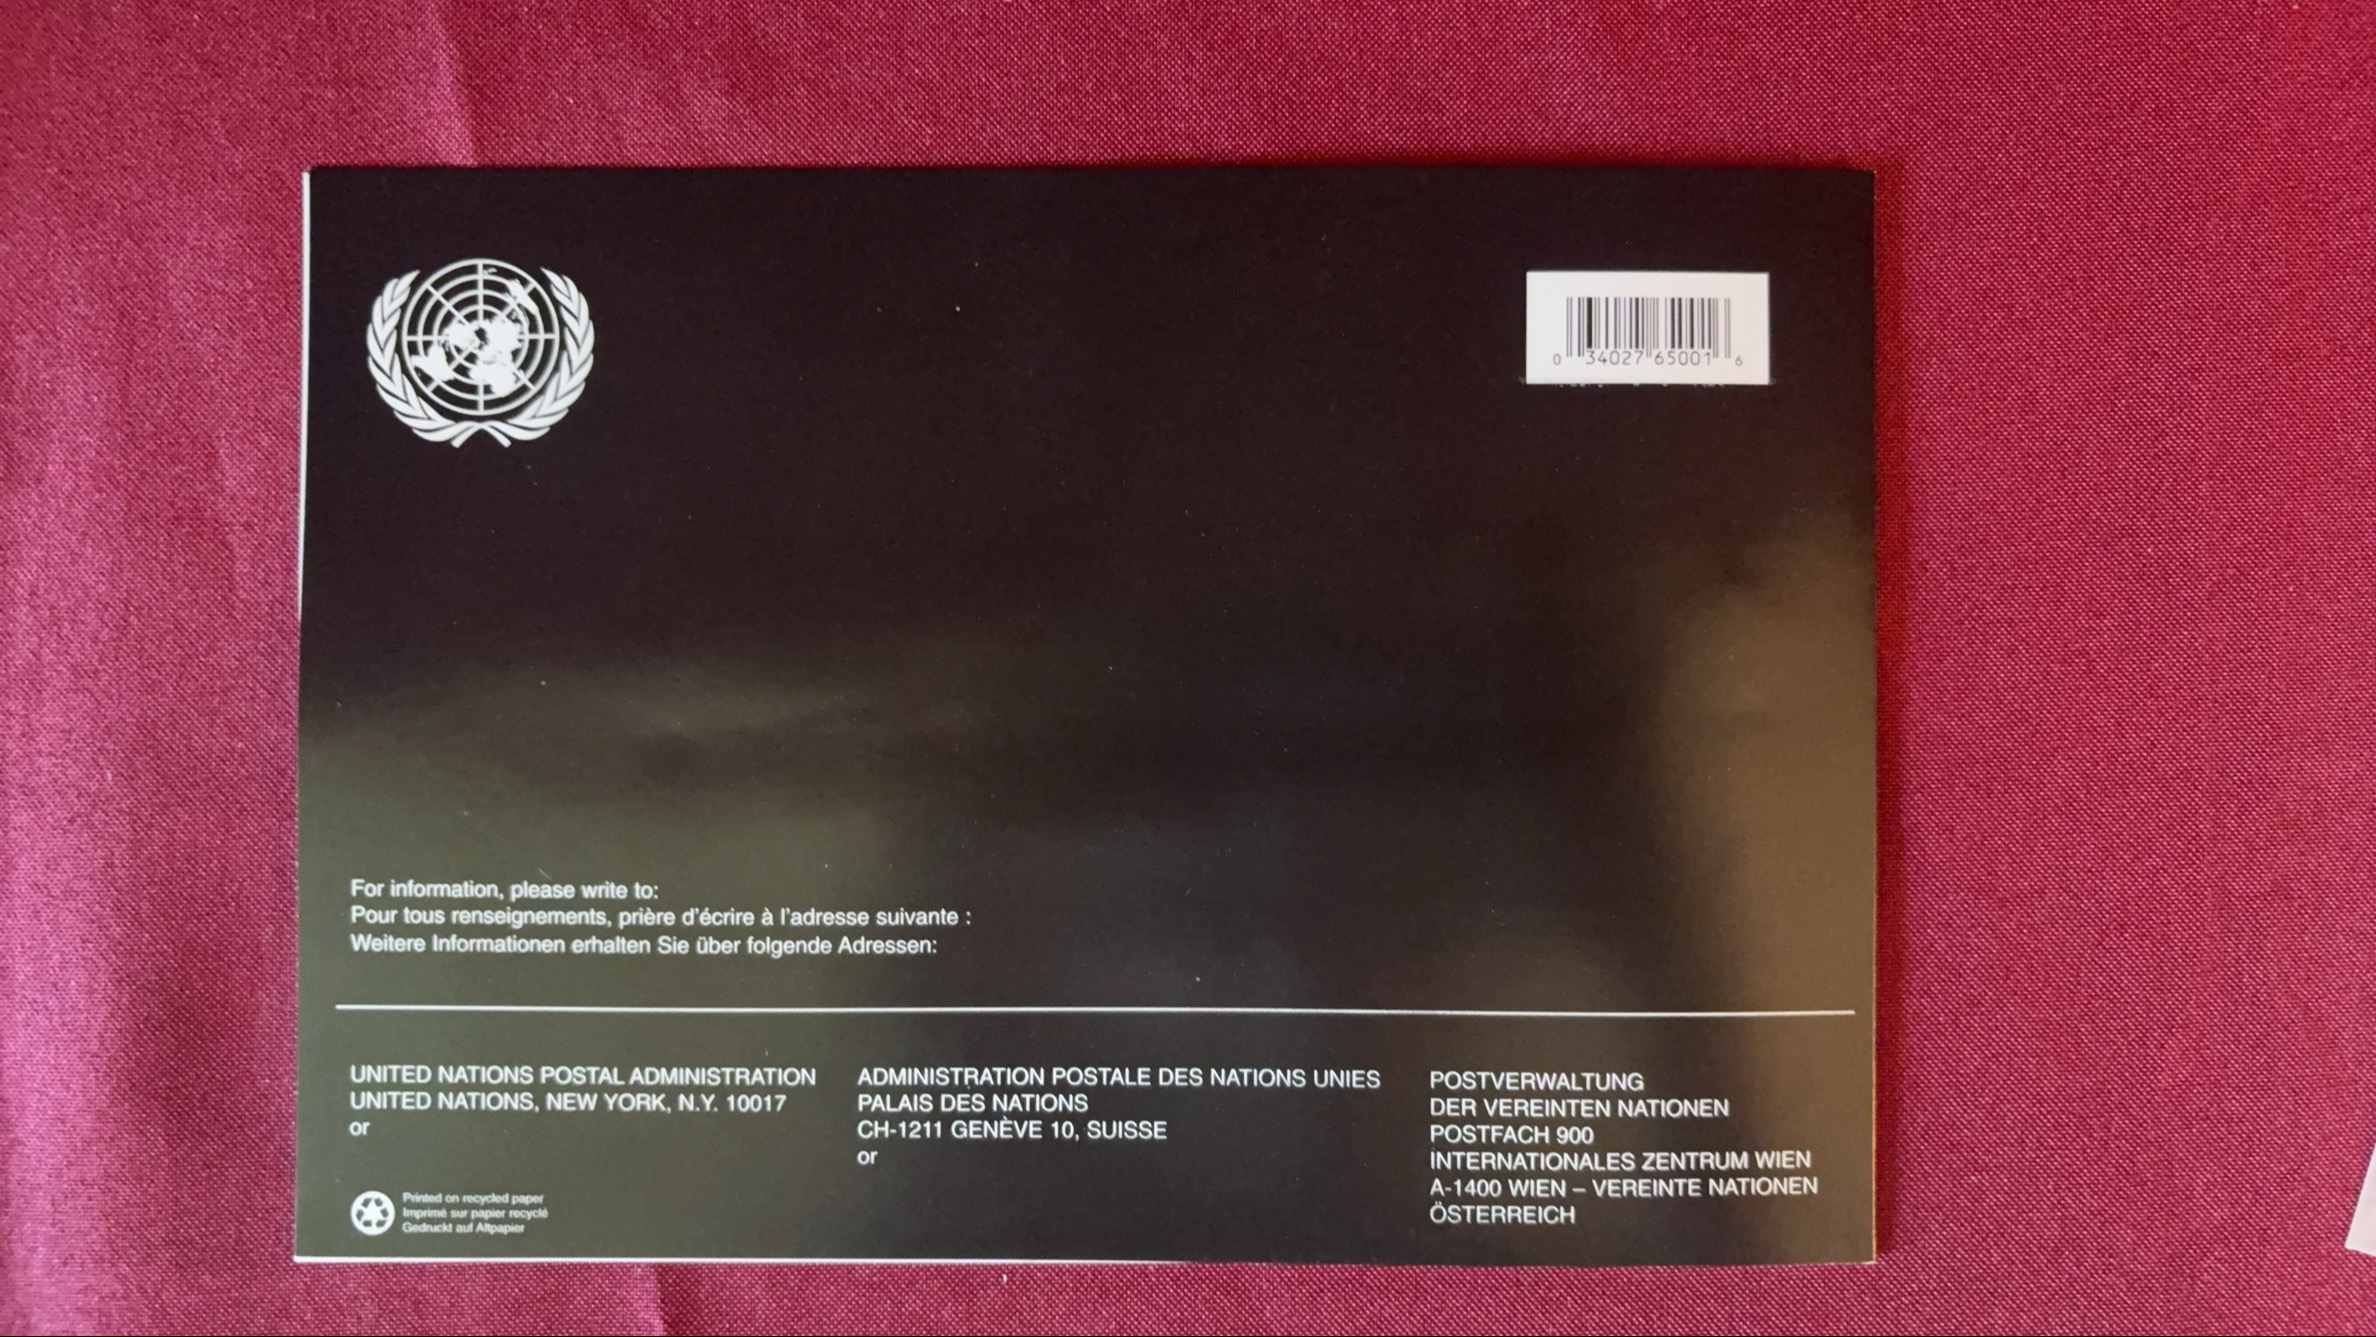 0 34027 65001 6
For information, please write to:
Pour tous renseignements, prière d'écrire à l'adresse suivante :
Weitere Informationen erhalten Sie über folgende Adressen:
UNITED NATIONS POSTAL ADMINISTRATION
UNITED NATIONS, NEW YORK, N.Y. 10017
or
ADMINISTRATION POSTALE DES NATIONS UNIES
PALAIS DES NATIONS
CH-1211 GENÈVE 10, SUISSE
or
POSTVERWALTUNG
DER VEREINTEN NATIONEN
POSTFACH 900
INTERNATIONALES ZENTRUM WIEN
A-1400 WIEN – VEREINTE NATIONEN
ÖSTERREICH
Printed on recycled paper
Imprimé sur papier recyclé
Gedruckt auf Altpapier